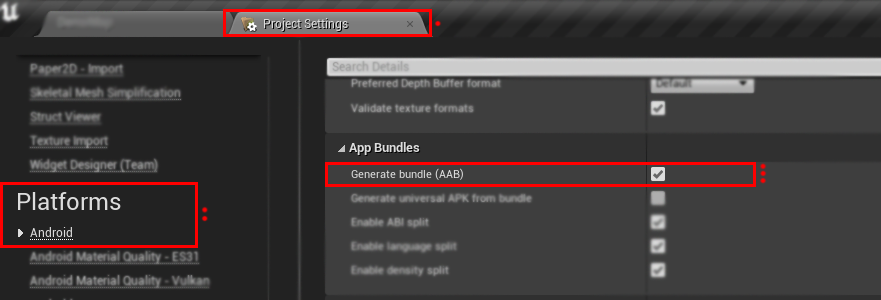 Project Settings
Search Details
Paper2D - Import
Skeletal Mesh Simplification
Struct Viewer
Texture Import
Widget Designer (Team)
Platforms
Android
Android Material Quality - ES31
Android Material Quality - Vulkan
Preferred Depth Buffer format
Default
Validate texture formats
App Bundles
Generate bundle (AAB)
Generate universal APK from bundle
Enable ABI split
Enable language split
Enable density split